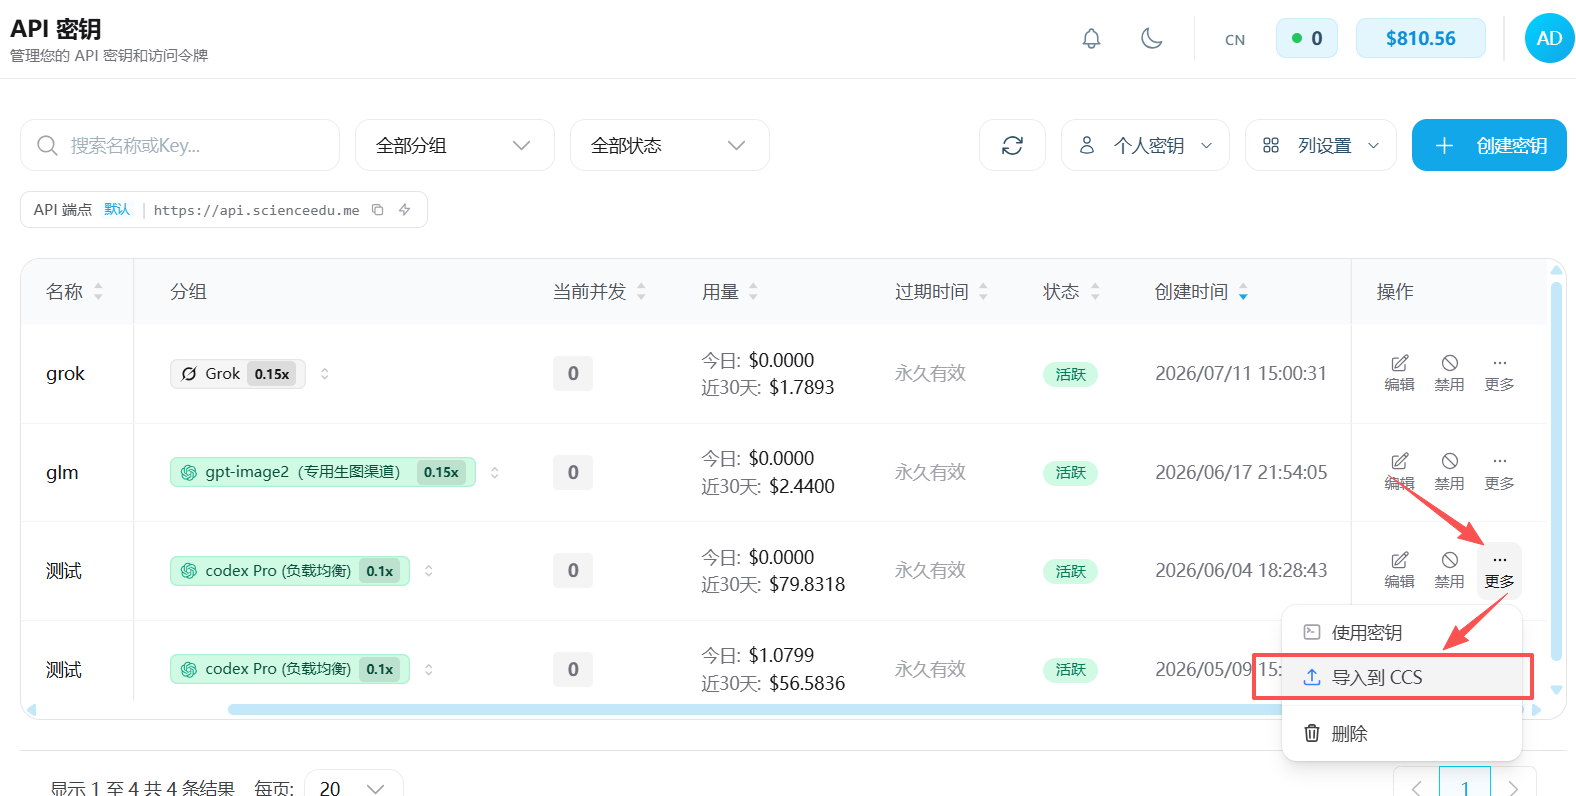 API 密钥
管理您的 API 密钥和访问令牌
CN
0
$810.56
AD
搜索名称或Key...
全部分组
全部状态
个人密钥
列设置
创建密钥
API 端点 默认 | https://api.scienceedu.me
名称 分组 当前并发 用量 过期时间 状态 创建时间 操作
grok Grok 0.15x 0 今日: $0.0000 永久有效 活跃 2026/07/11 15:00:31 编辑 禁用 更多
近30天: $1.7893
glm gpt-image2（专用生图渠道） 0.15x 0 今日: $0.0000 永久有效 活跃 2026/06/17 21:54:05 编辑 禁用 更多
近30天: $2.4400
测试 codex Pro (负载均衡) 0.1x 0 今日: $0.0000 永久有效 活跃 2026/06/04 18:28:43 编辑 禁用 更多
近30天: $79.8318
测试 codex Pro (负载均衡) 0.1x 0 今日: $1.0799 永久有效 活跃 2026/05/09 15:
近30天: $56.5836
使用密钥
导入到 CCS
删除
显示 1 至 4 共 4 条结果 每页: 20
1